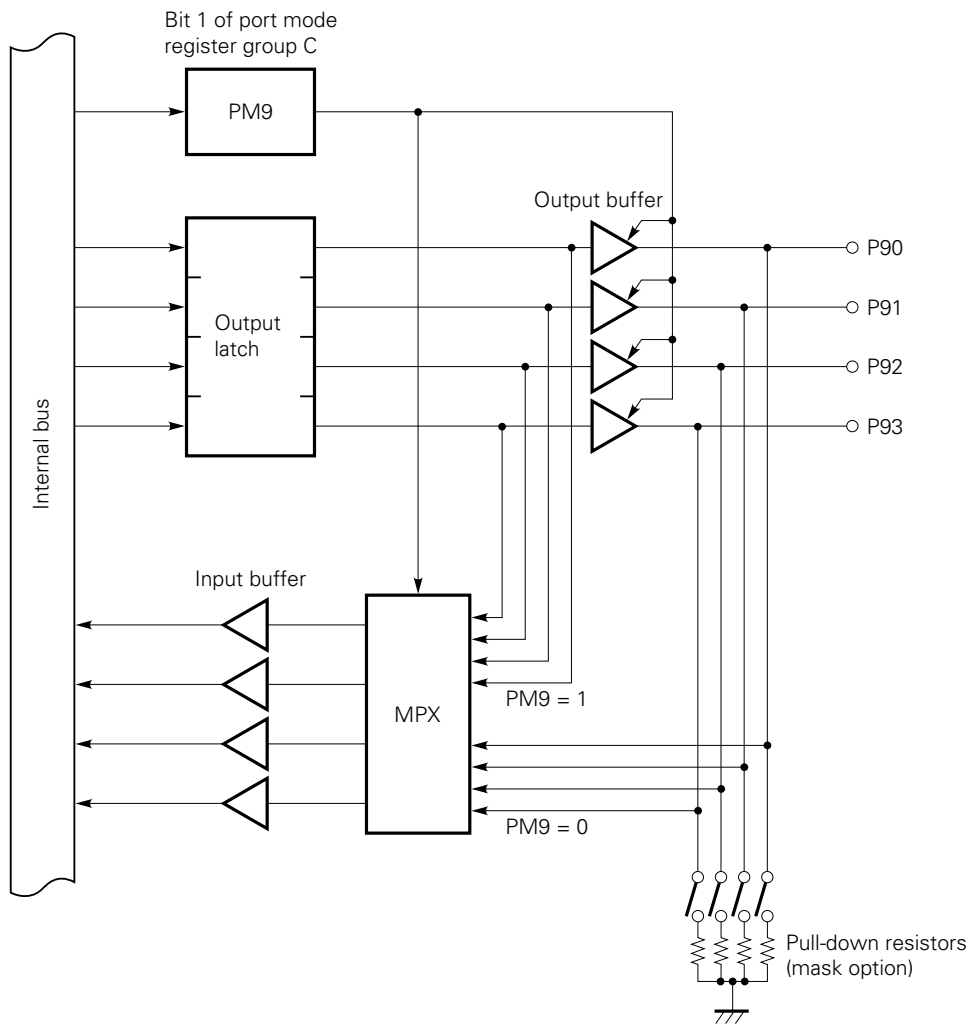 Bit 1 of port mode
register group C
PM9
Output buffer
P90
P91
Output
latch
P92
P93
Internal bus
Input buffer
PM9 = 1
MPX
PM9 = 0
Pull-down resistors
(mask option)